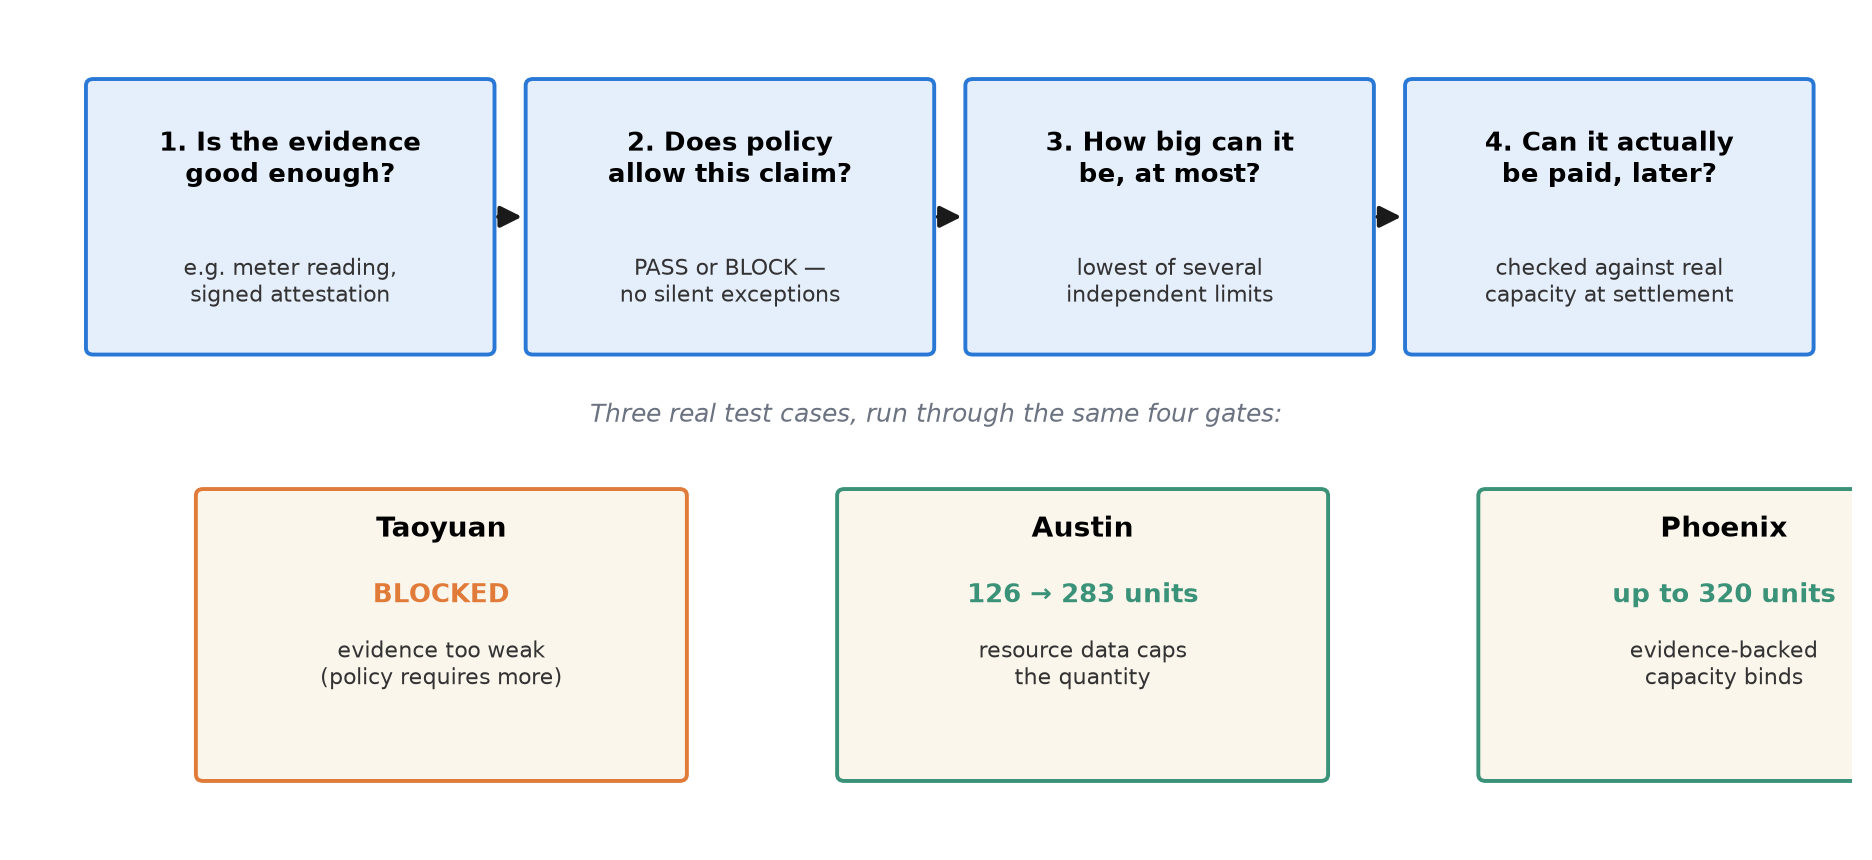 1. Is the evidence
good enough?
e.g. meter reading,
signed attestation
2. Does policy
allow this claim?
PASS or BLOCK —
no silent exceptions
3. How big can it
be, at most?
lowest of several
independent limits
4. Can it actually
be paid, later?
checked against real
capacity at settlement
Three real test cases, run through the same four gates:
Taoyuan
BLOCKED
evidence too weak
(policy requires more)
Austin
126 → 283 units
resource data caps
the quantity
Phoenix
up to 320 units
evidence-backed
capacity binds